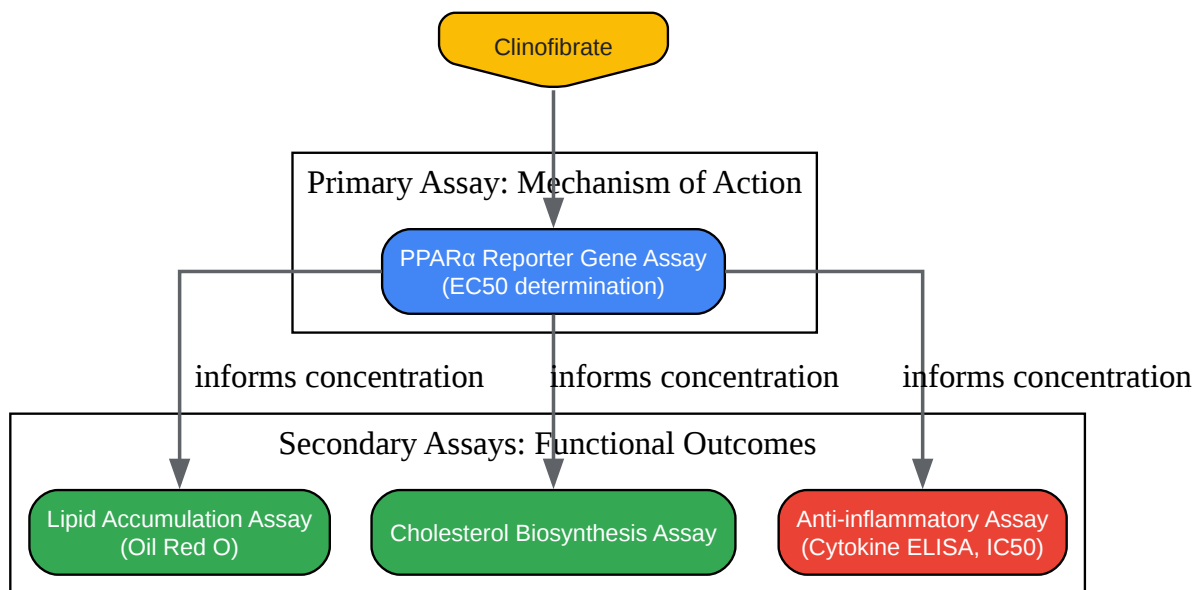 Clinofibrate
Primary Assay: Mechanism of Action
PPARα Reporter Gene Assay
(EC50 determination)
informs concentration
informs concentration
informs concentration
Secondary Assays: Functional Outcomes
Lipid Accumulation Assay
(Oil Red O)
Cholesterol Biosynthesis Assay
Anti-inflammatory Assay
(Cytokine ELISA, IC50)